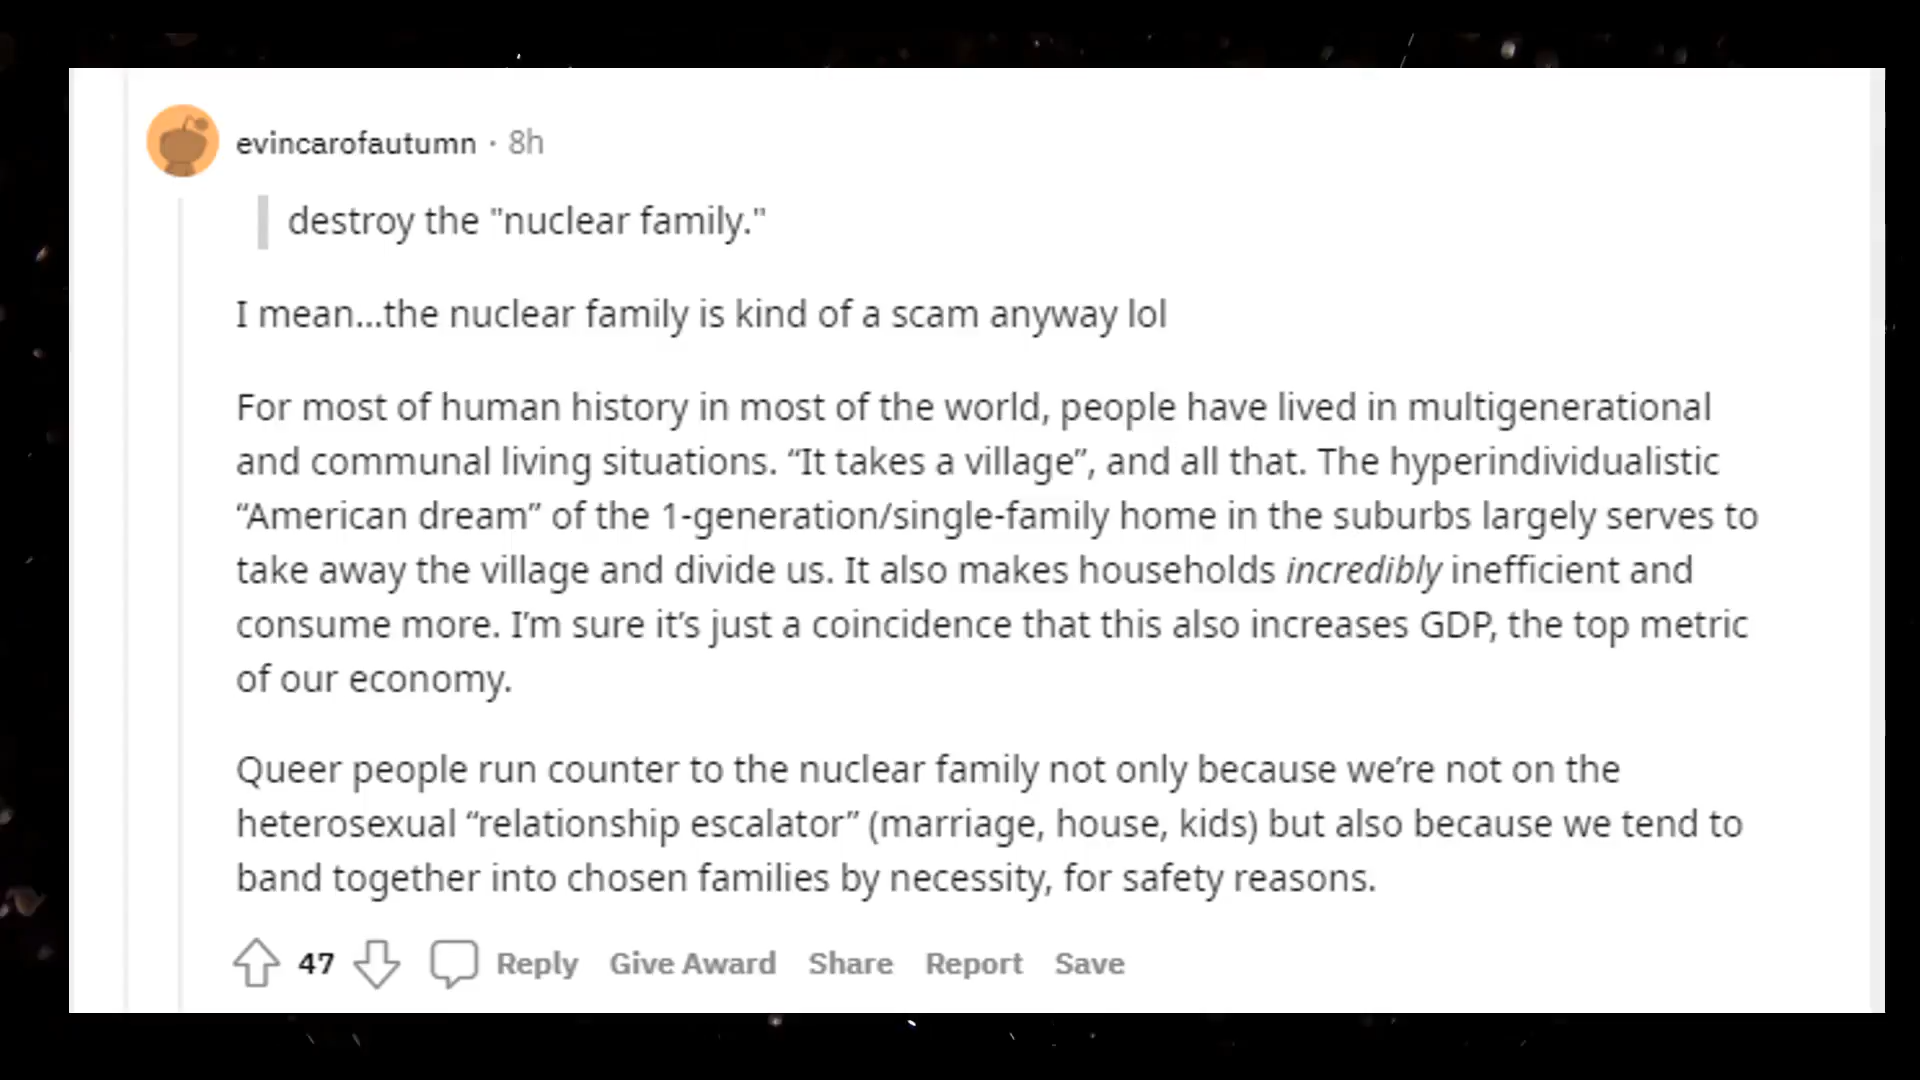 evincarofautumn · 8h
destroy the "nuclear family."
I mean...the nuclear family is kind of a scam anyway lol
For most of human history in most of the world, people have lived in multigenerational
and communal living situations. “It takes a village”, and all that. The hyperindividualistic
“American dream” of the 1-generation/single-family home in the suburbs largely serves to
take away the village and divide us. It also makes households incredibly inefficient and
consume more. I’m sure it’s just a coincidence that this also increases GDP, the top metric
of our economy.
Queer people run counter to the nuclear family not only because we’re not on the
heterosexual “relationship escalator” (marriage, house, kids) but also because we tend to
band together into chosen families by necessity, for safety reasons.
47 Reply Give Award Share Report Save